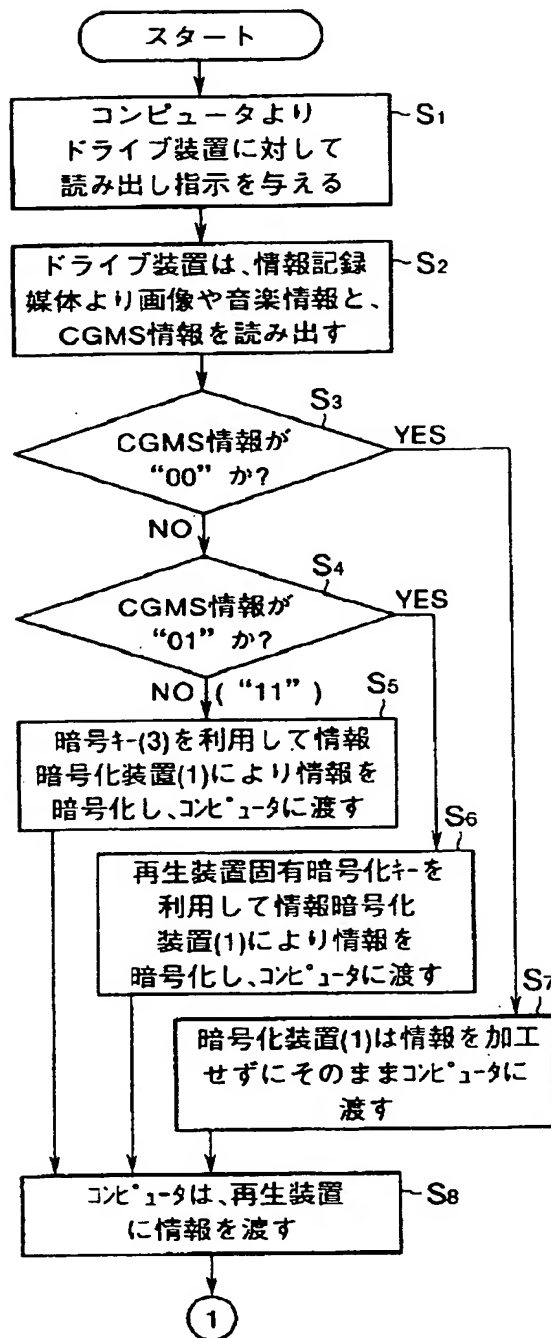 スタート
コンピュータより
ドライブ装置に対して
読み出し指示を与える
S1
ドライブ装置は、情報記録
媒体より画像や音楽情報と、
CGMS情報を読み出す
S2
CGMS情報が
“00” か?
S3
YES
NO
CGMS情報が
“01” か?
S4
YES
NO (“11”)
暗号キー(3)を利用して情報
暗号化装置(1)により情報を
暗号化し、コンピュータに渡す
S5
再生装置固有暗号化キーを
利用して情報暗号化
装置(1)により情報を
暗号化し、コンピュータに渡す
S6
暗号化装置(1)は情報を加工
せずにそのままコンピュータに
渡す
S7
コンピュータは、再生装置
に情報を渡す
S8
1